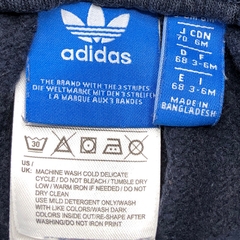 adidas
THE BRAND WITH THE 3 STRIPES
DIE WELTMARKE MIT DEN 3 STREIFEN
LA MARQUE AUX 3 BANDES
J CDN
70 6M
D F
68 3-6M
E I
68 3-6M
MADE IN
BANGLADESH
30
US /
UK: MACHINE WASH COLD DELICATE
CYCLE / DO NOT BLEACH / TUMBLE DRY
LOW / WARM IRON IF NEEDED / DO NOT
DRY CLEAN
USE MILD DETERGENT ONLY/WASH
WITH LIKE COLORS/WASH DARK
COLORS INSIDE OUT/RE-SHAPE AFTER
WASHING/DO NOT IRON PRINT